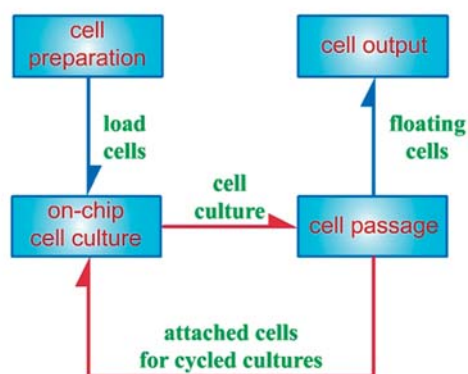 cell
preparation
cell output
load
cells
floating
cells
cell
culture
on-chip
cell culture
cell passage
attached cells
for cycled cultures